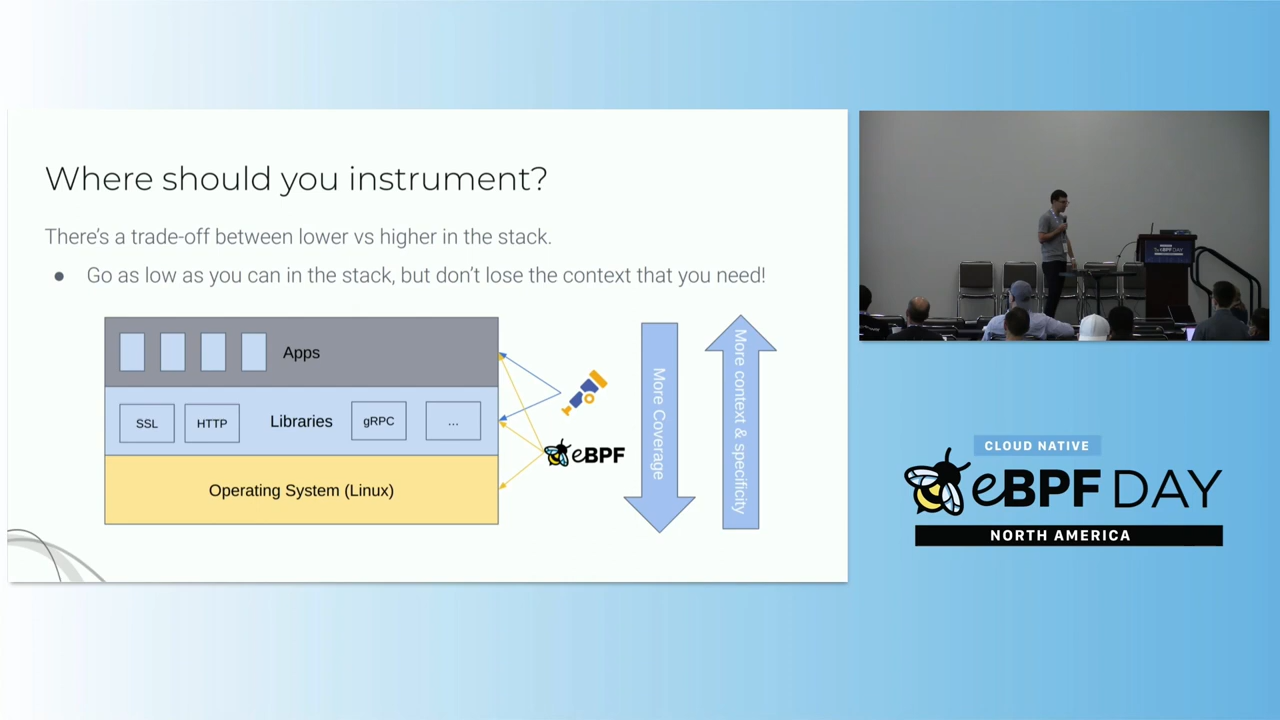 Where should you instrument?
There's a trade-off between lower vs higher in the stack.
● Go as low as you can in the stack, but don't lose the context that you need!
Apps
SSL
HTTP
Libraries
gRPC
...
Operating System (Linux)
eBPF
More Coverage
More context & specificity
eBPF DAY
CLOUD NATIVE
eBPF DAY
NORTH AMERICA